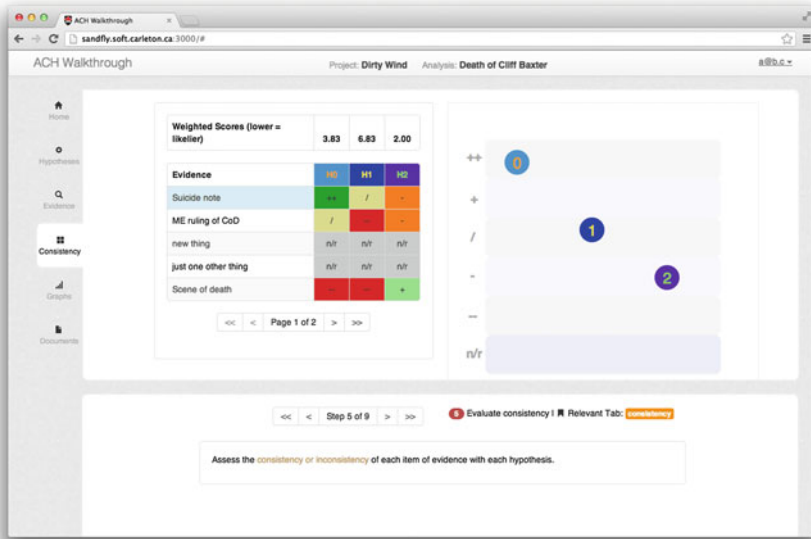 ACH Walkthrough
sandfly.soft.carleton.ca:3000/#
ACH Walkthrough Project: Dirty Wind Analysis: Death of Cliff Baxter a@b.c
Home
Hypotheses
Evidence
Consistency
Graphs
Documents
Weighted Scores (lower = likelier) 3.83 6.83 2.00
Evidence H0 H1 H2
Suicide note ++ / -
ME ruling of CoD / -- -
new thing n/r n/r n/r
just one other thing n/r n/r n/r
Scene of death -- -- +
<< < Page 1 of 2 > >>
++ 0
+
/ 1
- 2
--
n/r
<< < Step 5 of 9 > >>
5 Evaluate consistency | Relevant Tab: consistency
Assess the consistency or inconsistency of each item of evidence with each hypothesis.